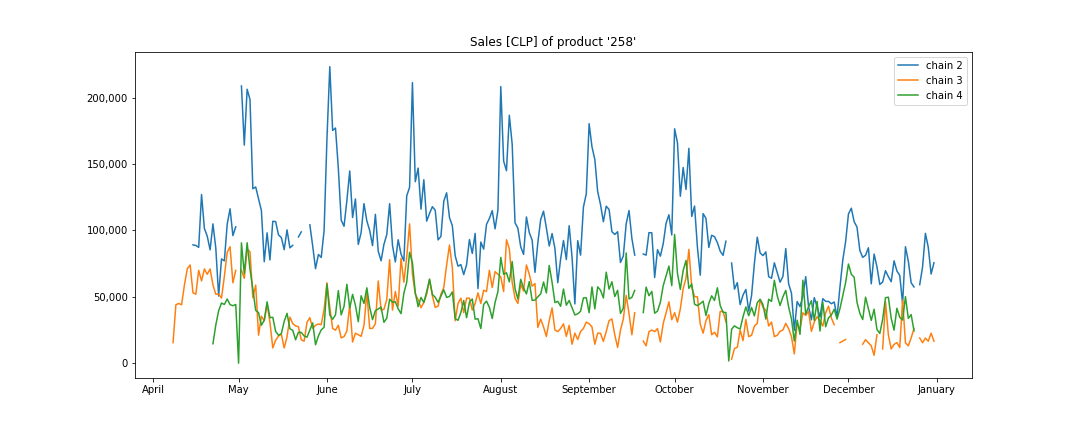 Sales [CLP] of product '258'
chain 2
chain 3
chain 4
200,000
150,000
100,000
50,000
0
April May June July August September October November December January